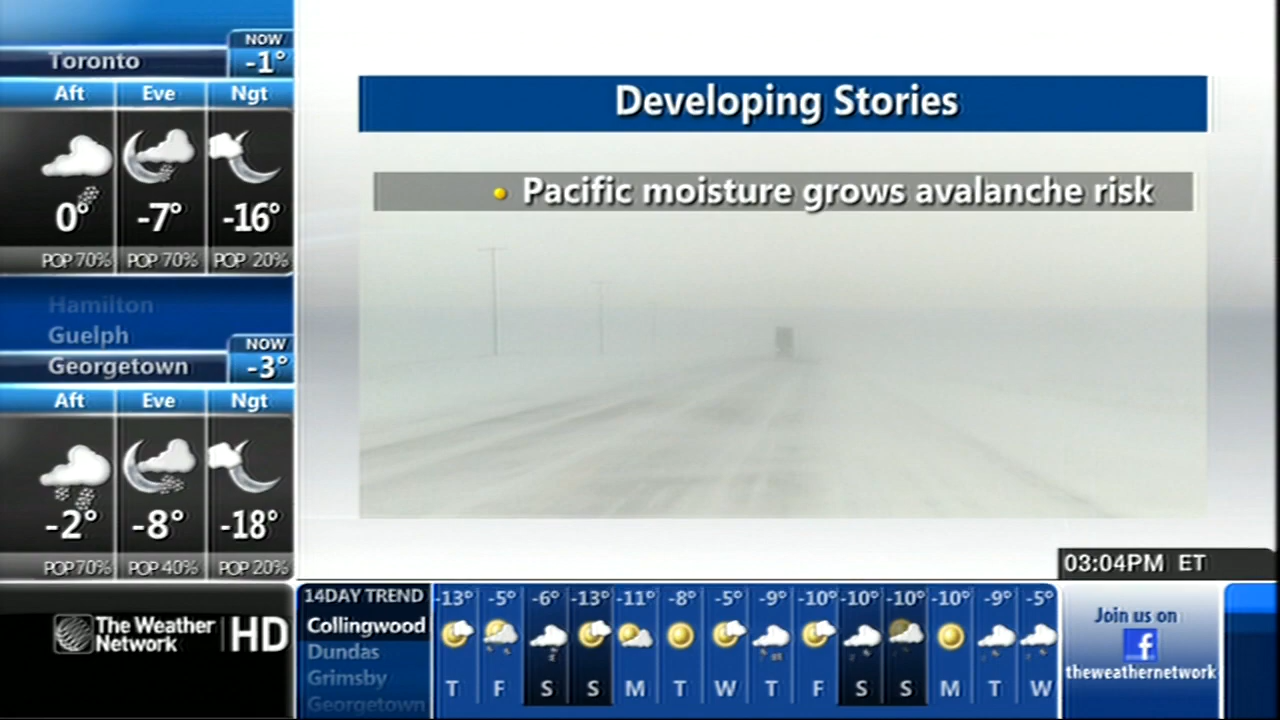 NOW
Toronto -1°
Aft Eve Ngt
0° -7° -16°
POP 70% POP 70% POP 20%
Hamilton
Guelph
NOW
Georgetown -3°
Aft Eve Ngt
-2° -8° -18°
POP 70% POP 40% POP 20%
The Weather
Network HD
Developing Stories
• Pacific moisture grows avalanche risk
03:04PM ET
14DAY TREND
Collingwood
Dundas
Grimsby
Georgetown
-13° -5° -6° -13° -11° -8° -5° -9° -10° -10° -10° -10° -9° -5°
T F S S M T W T F S S M T W
Join us on
f
theweathernetwork